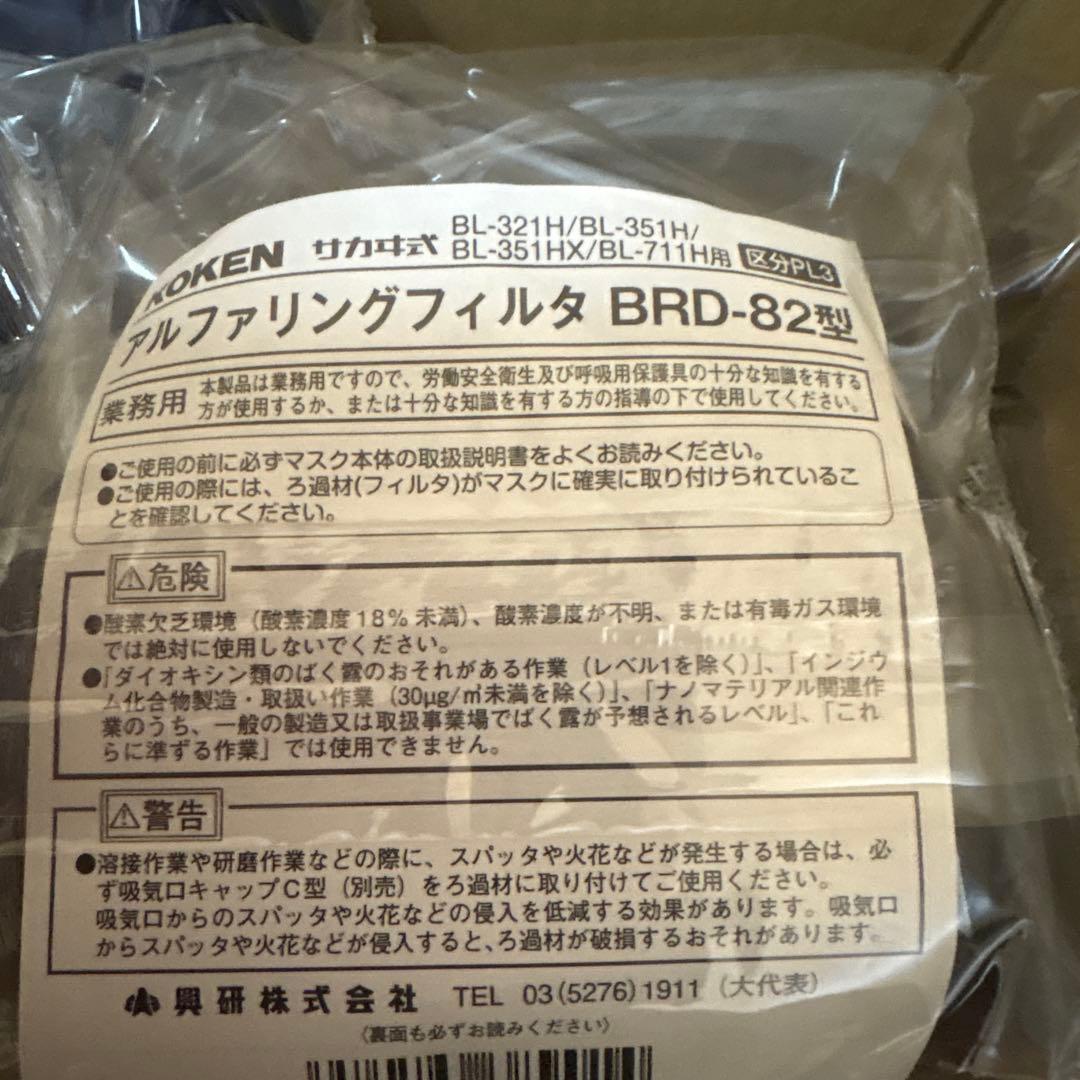 KOKEN サカヰ式 BL-321H/BL-351H/
BL-351HX/BL-711H用 区分PL3
アルファリングフィルタ BRD-82型
業務用 本製品は業務用ですので、労働安全衛生及び呼吸用保護具の十分な知識を有する
方が使用するか、または十分な知識を有する方の指導の下で使用してください。
●ご使用の前に必ずマスク本体の取扱説明書をよくお読みください。
●ご使用の際には、ろ過材(フィルタ)がマスクに確実に取り付けられているこ
とを確認してください。
⚠危険
●酸素欠乏環境（酸素濃度18%未満）、酸素濃度が不明、または有毒ガス環境
では絶対に使用しないでください。
●「ダイオキシン類のばく露のおそれがある作業（レベル1を除く）」、「インジウ
ム化合物製造・取扱い作業（30μg/㎥未満を除く）」、「ナノマテリアル関連作
業のうち、一般の製造又は取扱事業場でばく露が予想されるレベル」、「これ
らに準ずる作業」では使用できません。
⚠警告
●溶接作業や研磨作業などの際に、スパッタや火花などが発生する場合は、必
ず吸気口キャップC型（別売）をろ過材に取り付けてご使用ください。
吸気口からのスパッタや火花などの侵入を低減する効果があります。吸気口
からスパッタや火花などが侵入すると、ろ過材が破損するおそれがあります。
興研株式会社 TEL 03(5276)1911（大代表）
〈裏面も必ずお読みください〉